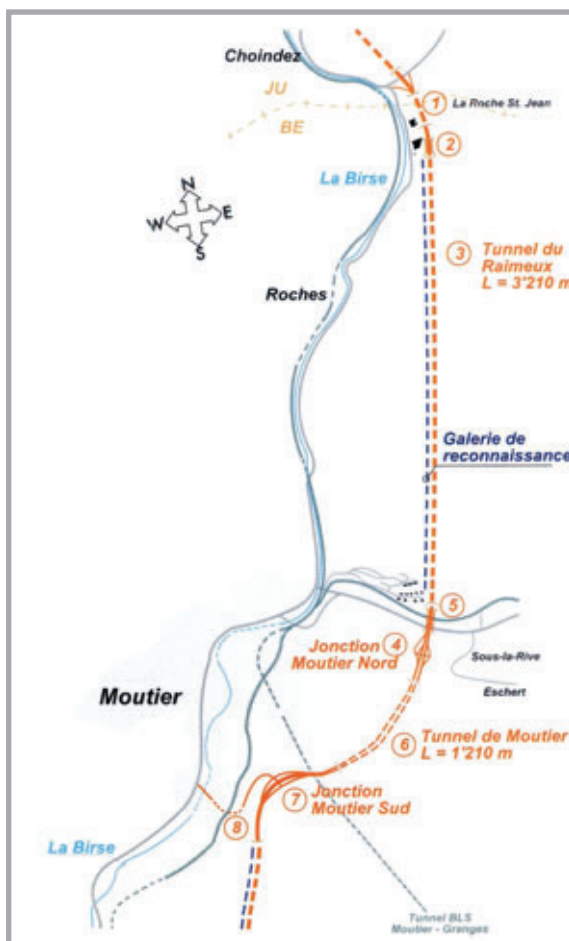 Choindez
JU
BE
1
La Roche St. Jean
2
La Birse
N
W
E
S
3
Tunnel du
Raimeux
L = 3'210 m
Roches
Galerie de
reconnaissance
5
4
Jonction
Moutier Nord
Sous-la-Rive
Eschert
Moutier
6
Tunnel de Moutier
L = 1'210 m
7
Jonction
Moutier Sud
8
La Birse
Tunnel BLS
Moutier - Granges